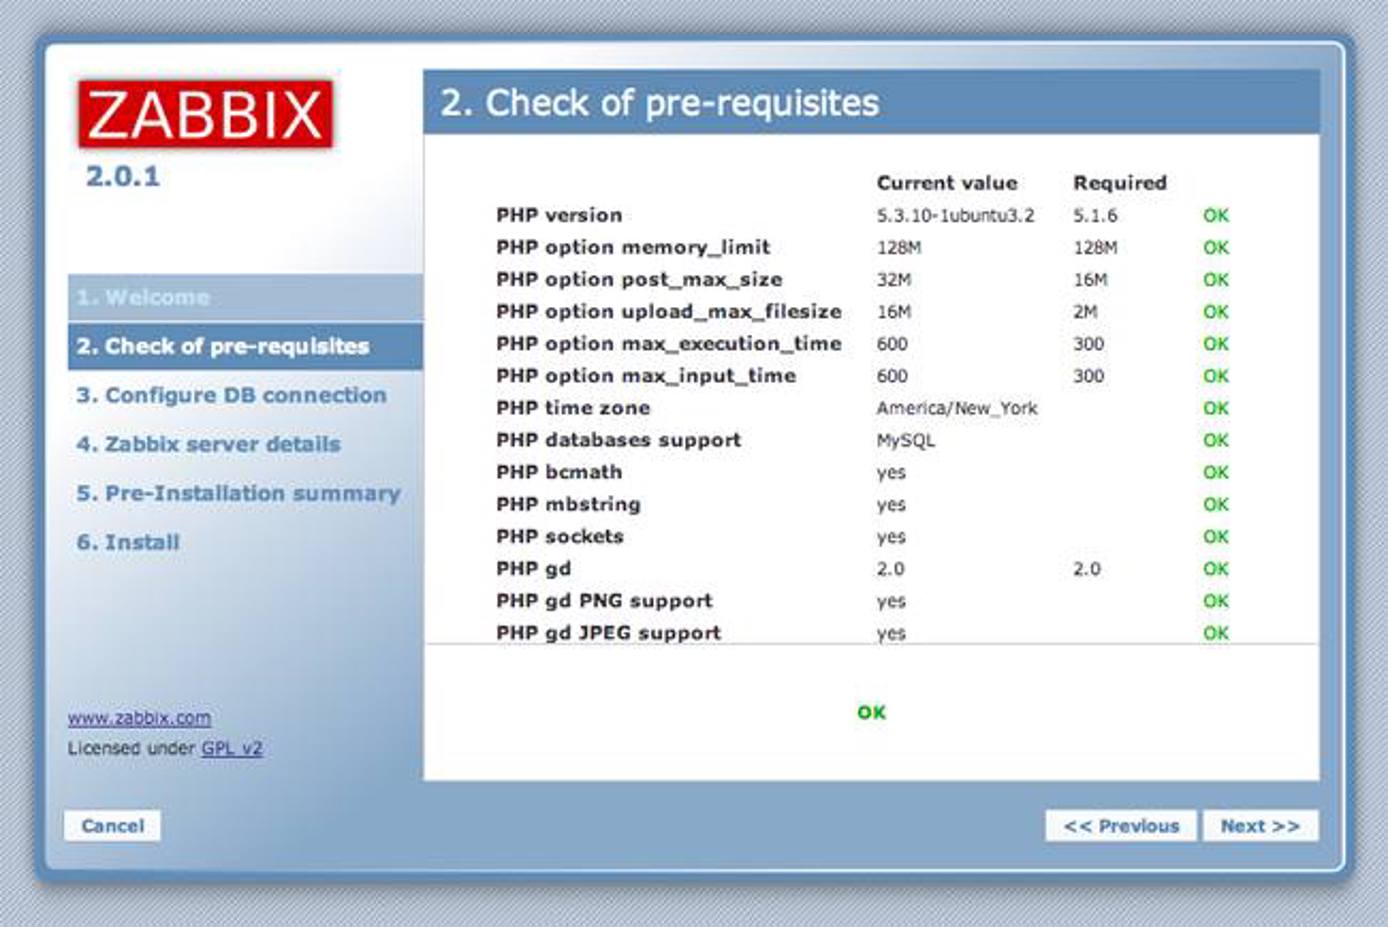 ZABBIX
2.0.1
1. Welcome
2. Check of pre-requisites
3. Configure DB connection
4. Zabbix server details
5. Pre-Installation summary
6. Install
www.zabbix.com
Licensed under GPL v2
2. Check of pre-requisites
Current value Required
PHP version 5.3.10-1ubuntu3.2 5.1.6 OK
PHP option memory_limit 128M 128M OK
PHP option post_max_size 32M 16M OK
PHP option upload_max_filesize 16M 2M OK
PHP option max_execution_time 600 300 OK
PHP option max_input_time 600 300 OK
PHP time zone America/New_York OK
PHP databases support MySQL OK
PHP bcmath yes OK
PHP mbstring yes OK
PHP sockets yes OK
PHP gd 2.0 2.0 OK
PHP gd PNG support yes OK
PHP gd JPEG support yes OK
OK
Cancel
<< Previous
Next >>